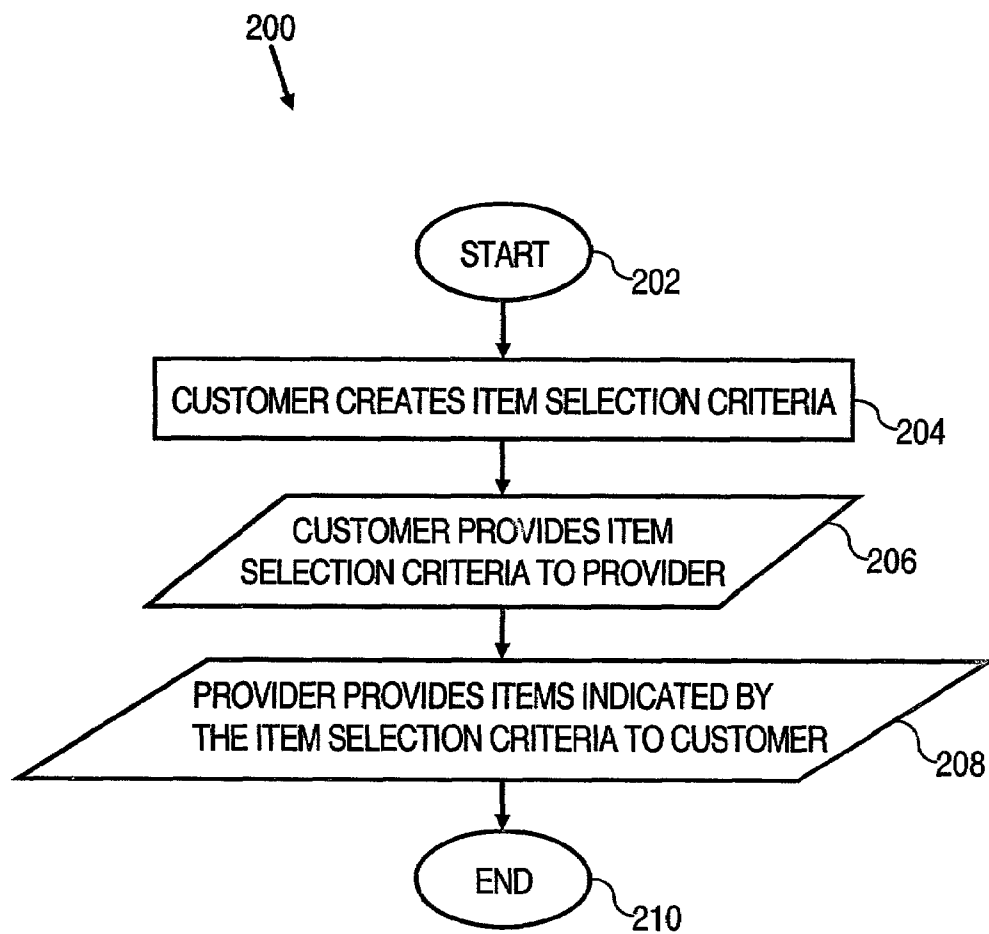 200
START
202
CUSTOMER CREATES ITEM SELECTION CRITERIA
204
CUSTOMER PROVIDES ITEM
SELECTION CRITERIA TO PROVIDER
206
PROVIDER PROVIDES ITEMS INDICATED BY
THE ITEM SELECTION CRITERIA TO CUSTOMER
208
END
210